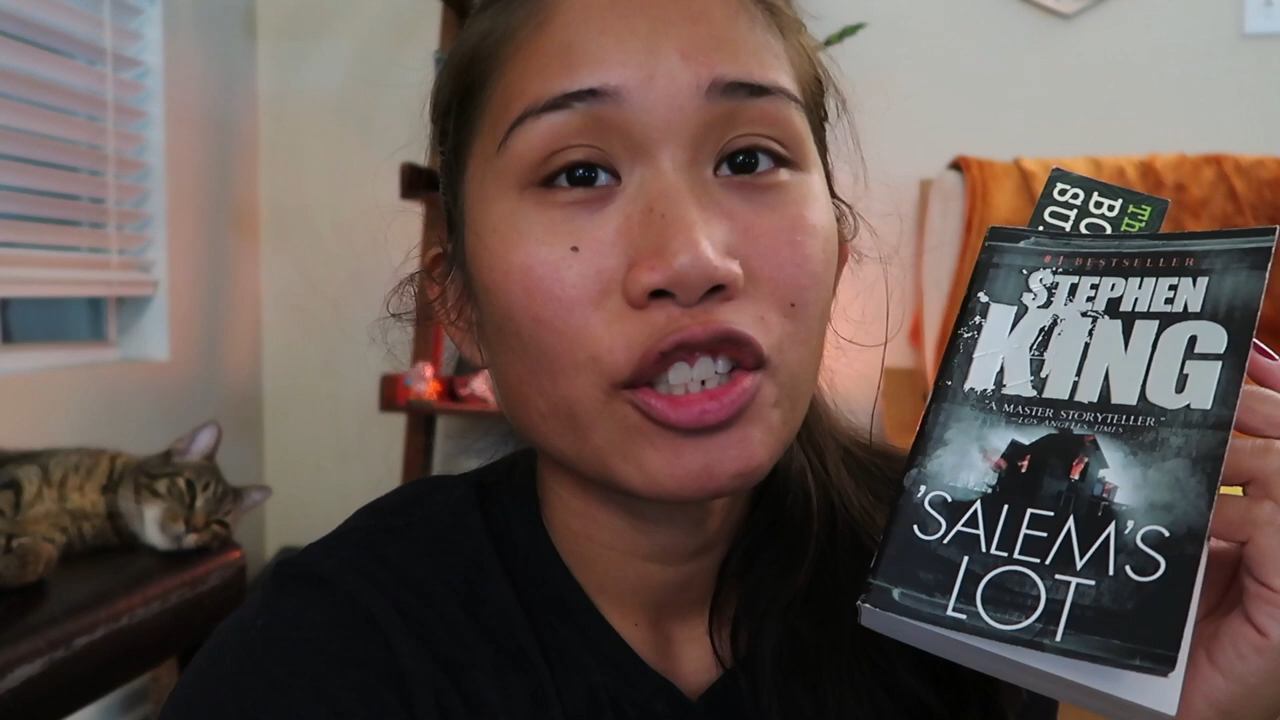 #1 BESTSELLER
STEPHEN
KING
"A MASTER STORYTELLER."
—LOS ANGELES TIMES
'SALEM'S
LOT